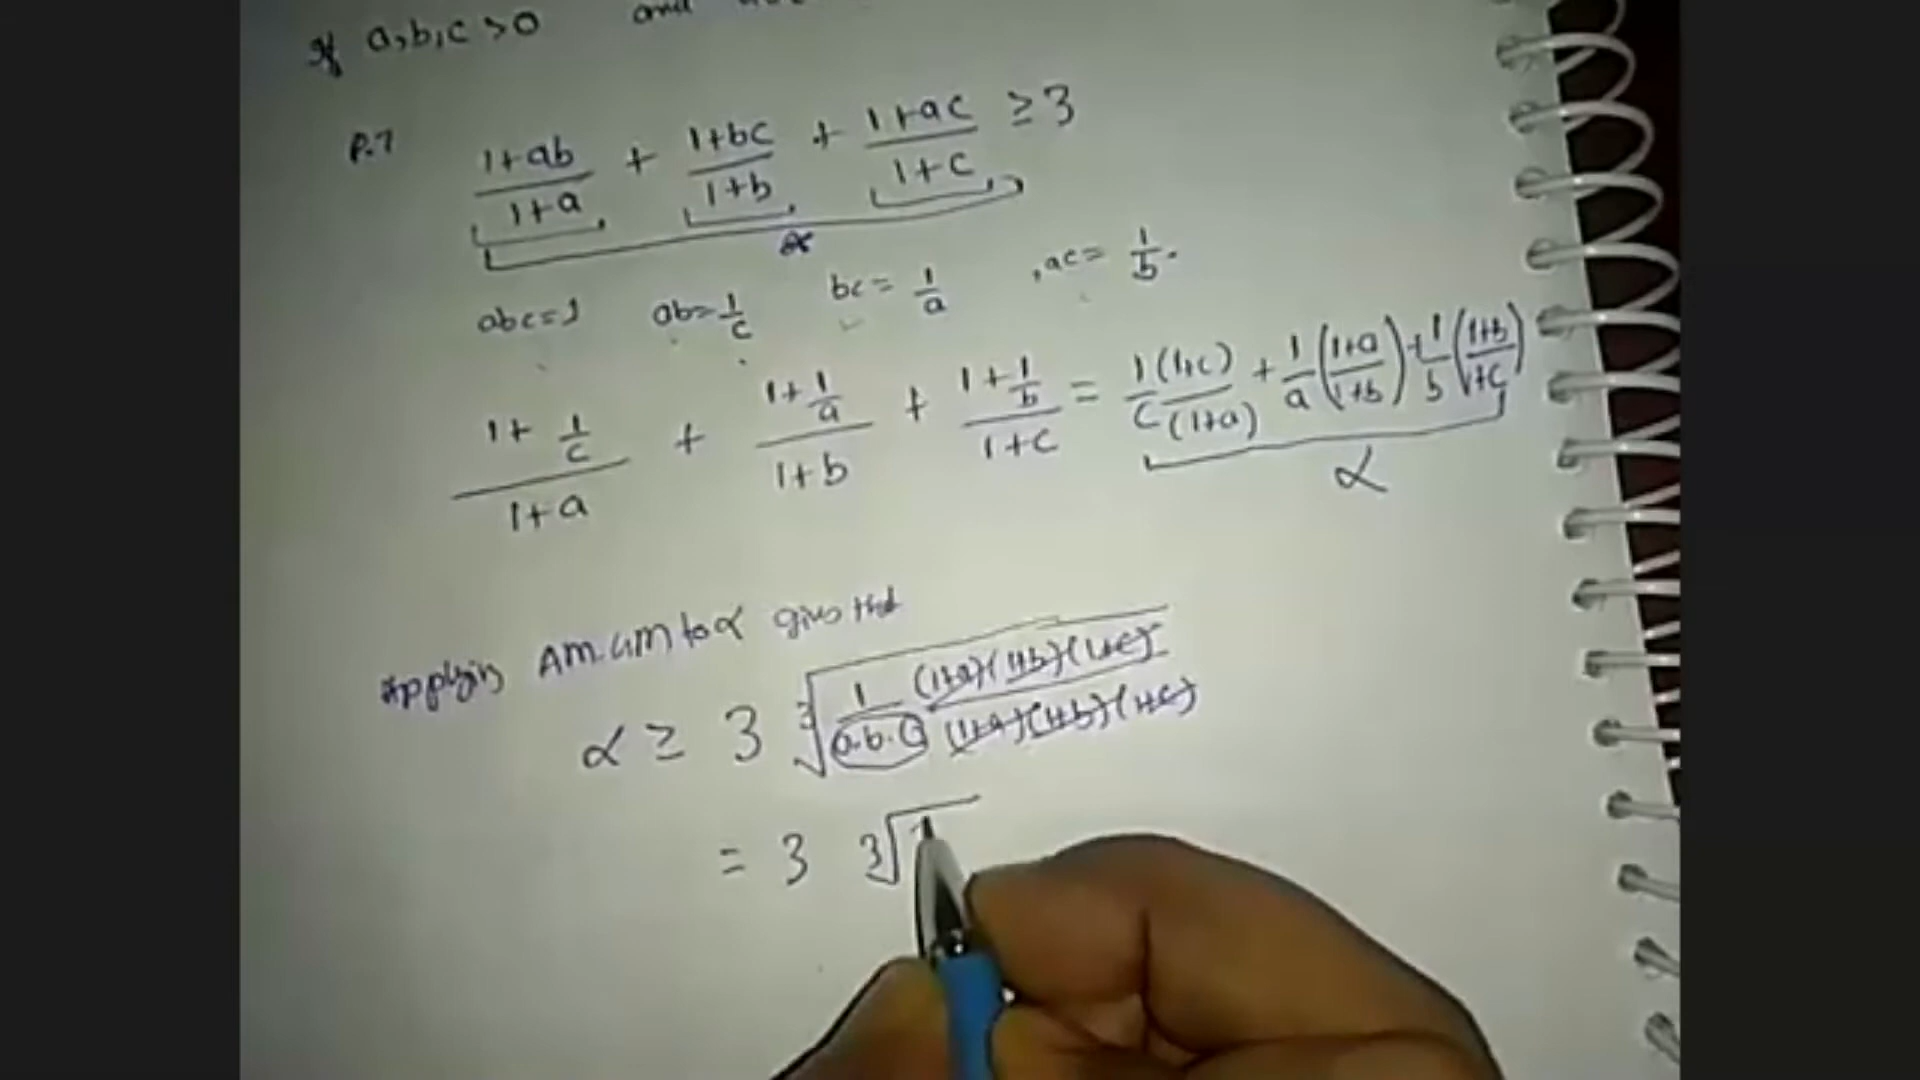 If a,b,c >0 and
P.T (1+ab)/(1+a) + (1+bc)/(1+b) + (1+ac)/(1+c) ≥ 3
α
abc=1 ab=1/c bc=1/a ,ac=1/b.
(1+1/c)/(1+a) + (1+1/a)/(1+b) + (1+1/b)/(1+c) = 1/c (1+c)/(1+a) + 1/a ((1+a)/(1+b)) + 1/b ((1+b)/(1+c))
α
Applying AM.GM to α gives that
α ≥ 3 ∛(1/(a.b.c) (1+a)(1+b)(1+c)/(1+a)(1+b)(1+c))
= 3 ∛1